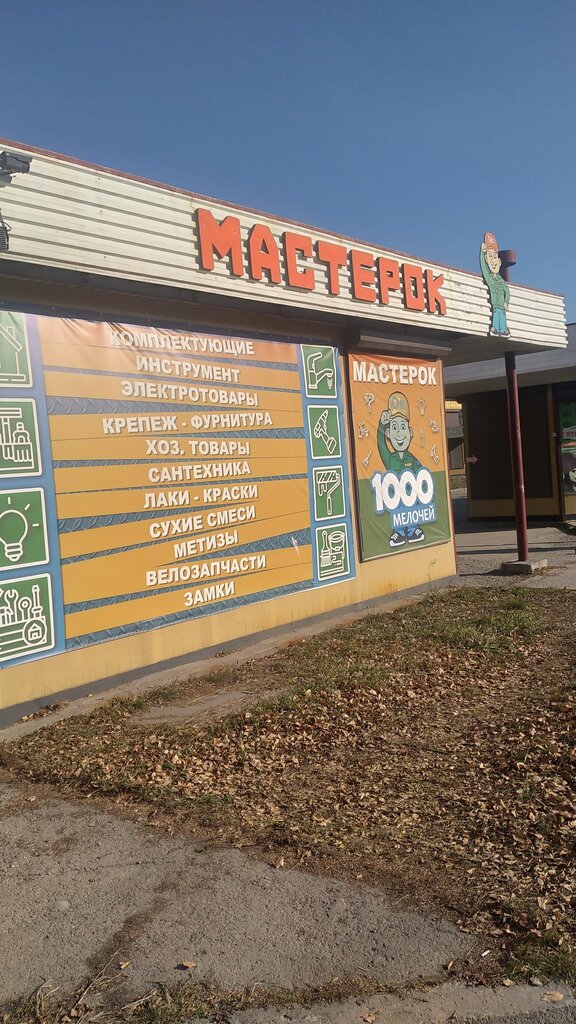 МАСТЕРОК
КОМПЛЕКТУЮЩИЕ
ИНСТРУМЕНТ
ЭЛЕКТРОТОВАРЫ
КРЕПЕЖ - ФУРНИТУРА
ХОЗ. ТОВАРЫ
САНТЕХНИКА
ЛАКИ - КРАСКИ
СУХИЕ СМЕСИ
МЕТИЗЫ
ВЕЛОЗАПЧАСТИ
ЗАМКИ
МАСТЕРОК
1000
МЕЛОЧЕЙ